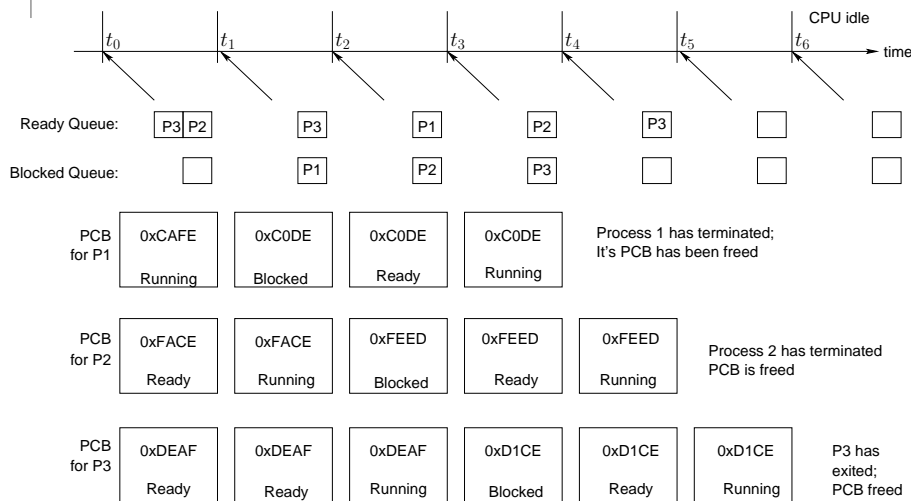 CPU idle
t0 t1 t2 t3 t4 t5 t6
time
Ready Queue: P3 P2 P3 P1 P2 P3
Blocked Queue: P1 P2 P3
PCB
for P1
0xCAFE 0xC0DE 0xC0DE 0xC0DE
Running Blocked Ready Running
Process 1 has terminated;
It's PCB has been freed
PCB
for P2
0xFACE 0xFACE 0xFEED 0xFEED 0xFEED
Ready Running Blocked Ready Running
Process 2 has terminated
PCB is freed
PCB
for P3
0xDEAF 0xDEAF 0xDEAF 0xD1CE 0xD1CE 0xD1CE
Ready Ready Running Blocked Ready Running
P3 has
exited;
PCB freed